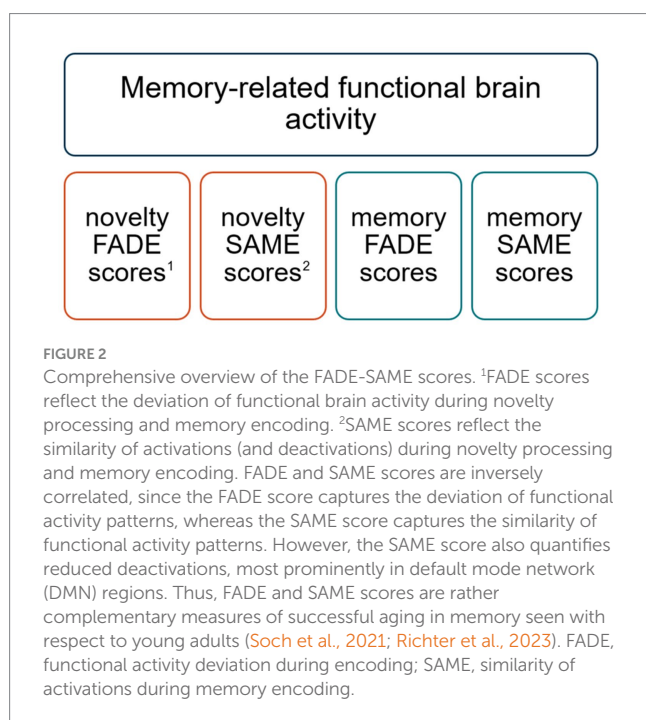 Memory-related functional brain
activity
novelty
FADE
scores¹
novelty
SAME
scores²
memory
FADE
scores
memory
SAME
scores
FIGURE 2
Comprehensive overview of the FADE-SAME scores. ¹FADE scores
reflect the deviation of functional brain activity during novelty
processing and memory encoding. ²SAME scores reflect the
similarity of activations (and deactivations) during novelty processing
and memory encoding. FADE and SAME scores are inversely
correlated, since the FADE score captures the deviation of functional
activity patterns, whereas the SAME score captures the similarity of
functional activity patterns. However, the SAME score also quantifies
reduced deactivations, most prominently in default mode network
(DMN) regions. Thus, FADE and SAME scores are rather
complementary measures of successful aging in memory seen with
respect to young adults (Soch et al., 2021; Richter et al., 2023). FADE,
functional activity deviation during encoding; SAME, similarity of
activations during memory encoding.